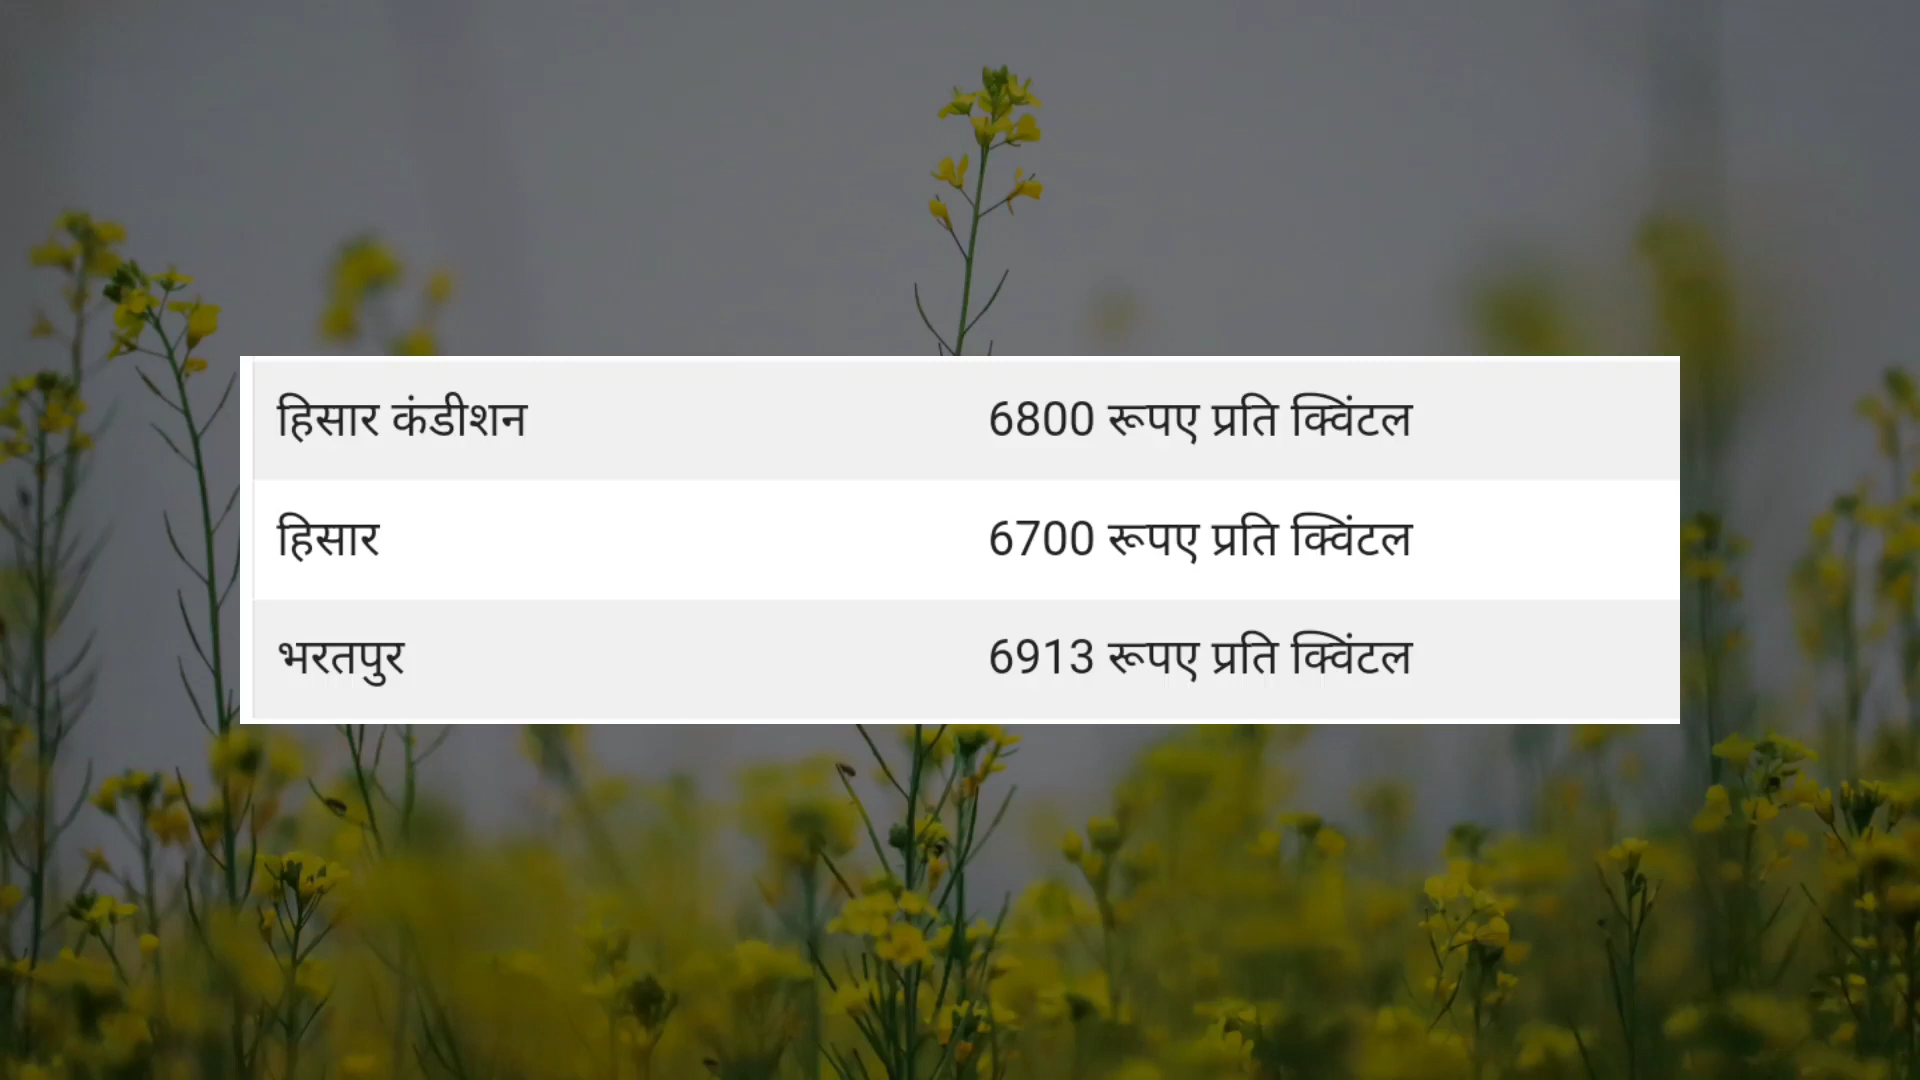 हिसार कंडीशन 6800 रूपए प्रति क्विंटल
हिसार 6700 रूपए प्रति क्विंटल
भरतपुर 6913 रूपए प्रति क्विंटल